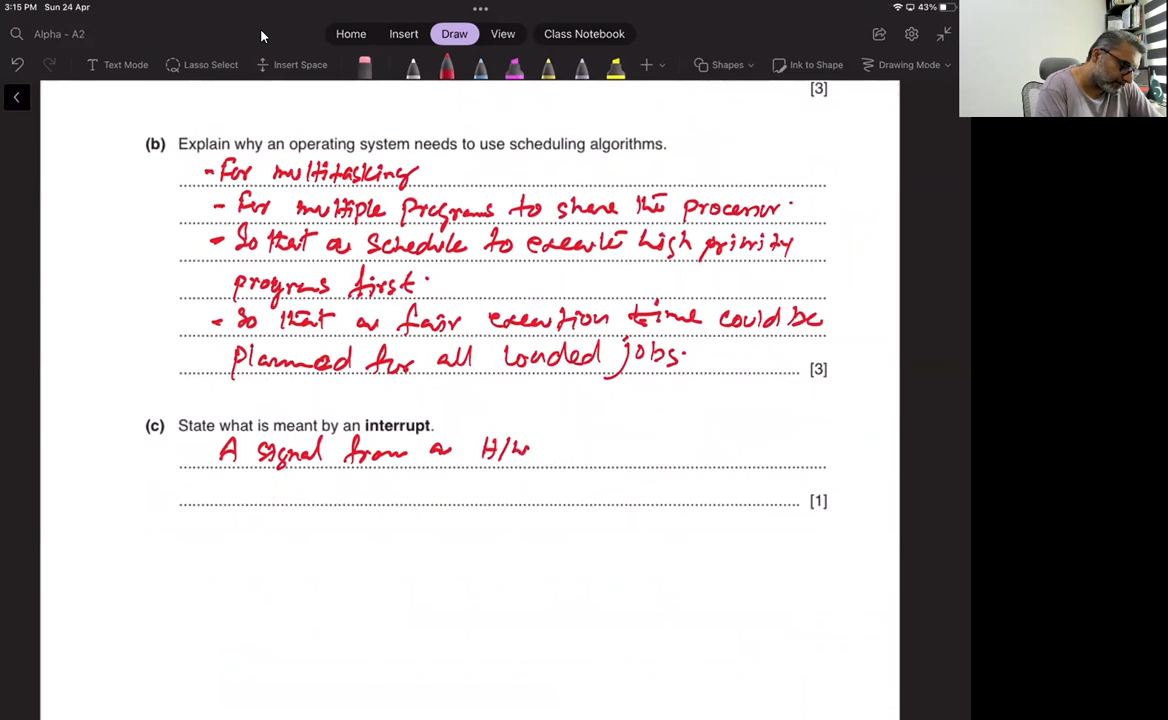 3:15 PM Sun 24 Apr
43%
Alpha - A2
Home Insert Draw View Class Notebook
Text Mode Lasso Select Insert Space Shapes Ink to Shape Drawing Mode
[3]
(b) Explain why an operating system needs to use scheduling algorithms.
- For multitasking
- For multiple programs to share the processor.
- So that a schedule to execute high priority
programs first.
- So that a fair execution time could be
planned for all loaded jobs.
[3]
(c) State what is meant by an interrupt.
A signal from a H/W
[1]